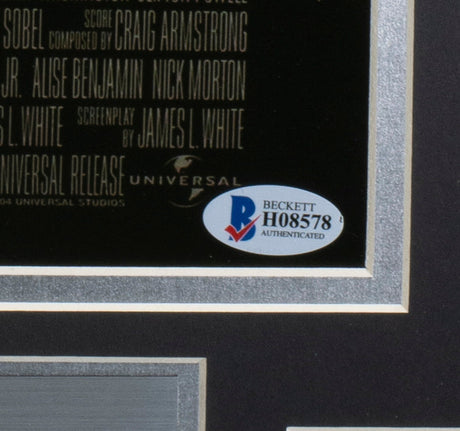 SOBEL SCORE COMPOSED BY CRAIG ARMSTRONG
JR. ALISE BENJAMIN NICK MORTON
L. WHITE SCREENPLAY BY JAMES L. WHITE
UNIVERSAL RELEASE UNIVERSAL
04 UNIVERSAL STUDIOS
BECKETT
H08578
AUTHENTICATED